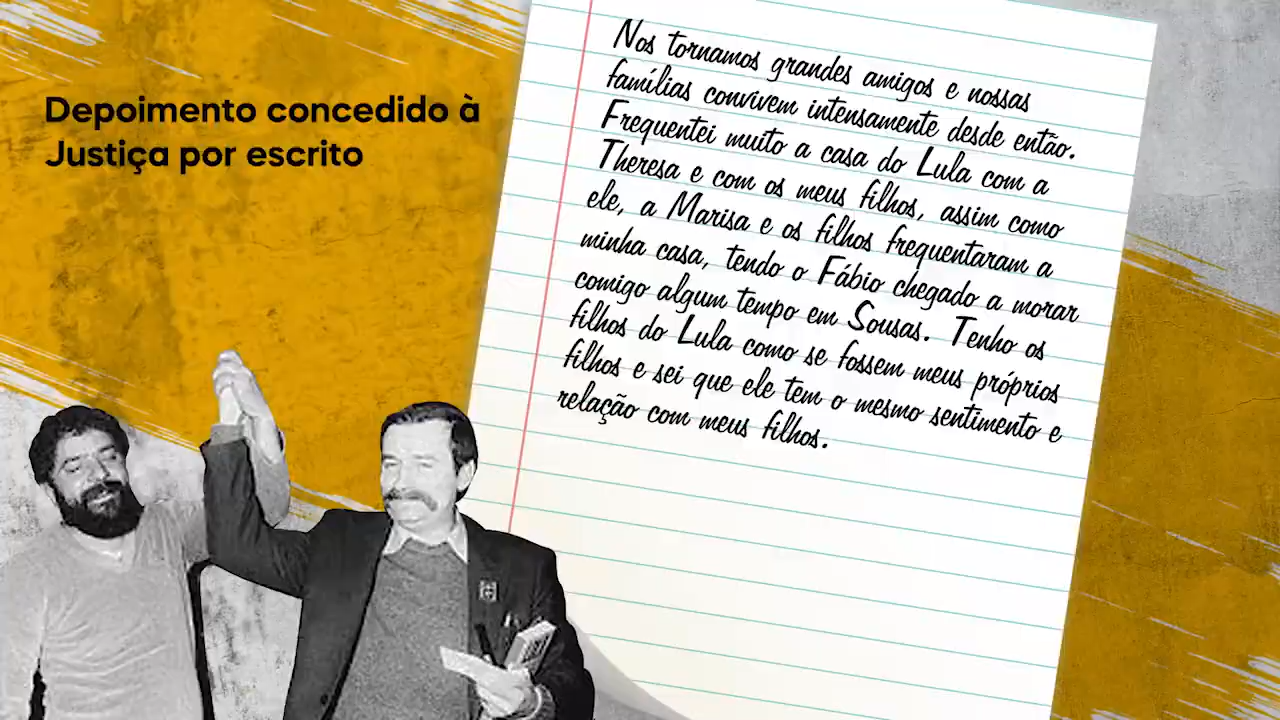 Depoimento concedido à
Justiça por escrito
Nos tornamos grandes amigos e nossas
famílias convivem intensamente desde então.
Frequentei muito a casa do Lula com a
Theresa e com os meus filhos, assim como
ele, a Marisa e os filhos frequentaram a
minha casa, tendo o Fábio chegado a morar
comigo algum tempo em Sousas. Tenho os
filhos do Lula como se fossem meus próprios
filhos e sei que ele tem o mesmo sentimento e
relação com meus filhos.